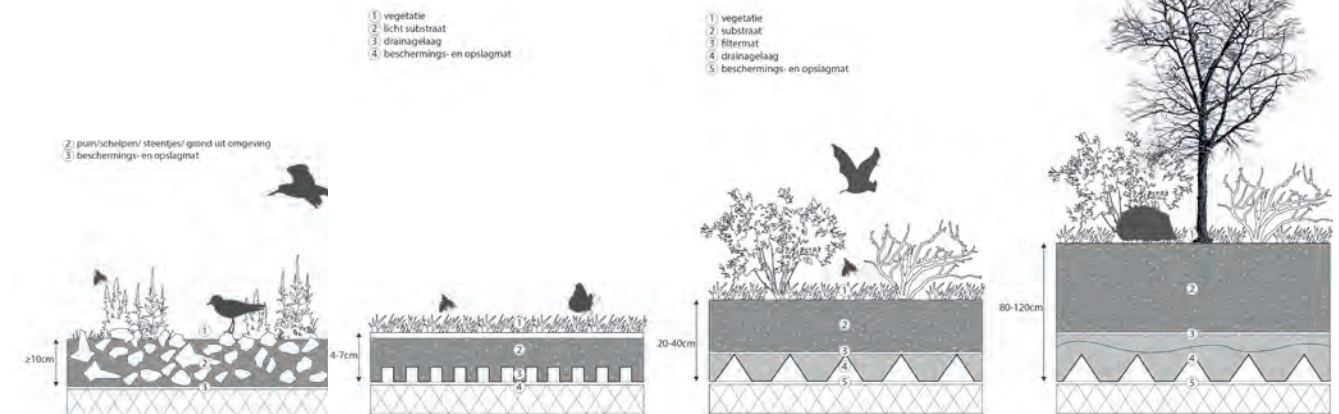 ② puin/schelpen/ steentjes/ grond uit omgeving
③ beschermings- en opslagmat
≥10cm
①
②
③
① vegetatie
② licht substraat
③ drainagelaag
④ beschermings- en opslagmat
4-7cm
①
②
③
④
① vegetatie
② substraat
③ filtermat
④ drainagelaag
⑤ beschermings- en opslagmat
20-40cm
①
②
③
④
⑤
80-120cm
①
②
③
④
⑤